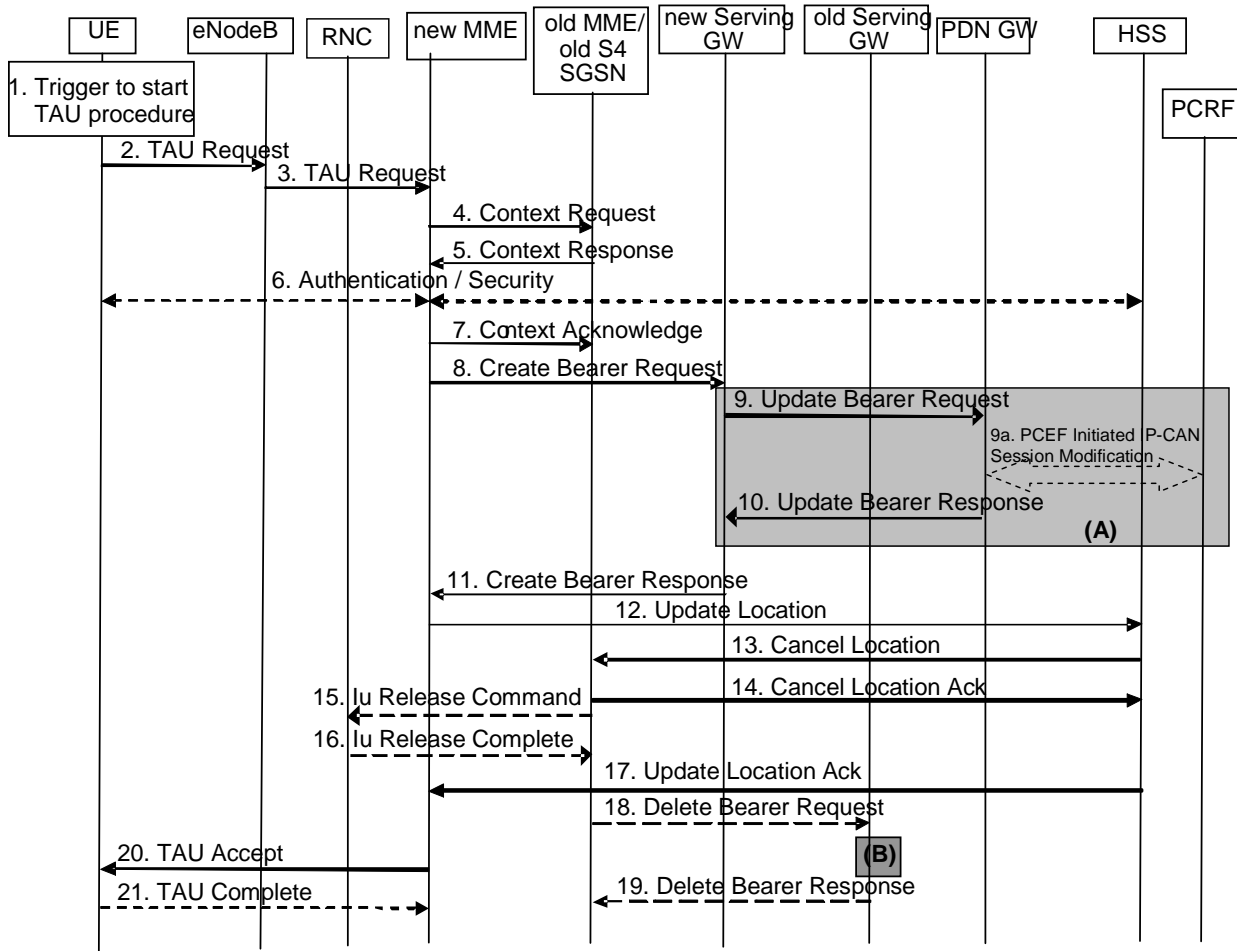 UE
eNodeB
RNC
new MME
old MME/
old S4
SGSN
new Serving
GW
old Serving
GW
PDN GW
HSS
PCRF
1. Trigger to start
TAU procedure
2. TAU Request
3. TAU Request
4. Context Request
5. Context Response
6. Authentication / Security
7. Context Acknowledge
8. Create Bearer Request
9. Update Bearer Request
9a. PCEF Initiated IP-CAN
Session Modification
10. Update Bearer Response
(A)
11. Create Bearer Response
12. Update Location
13. Cancel Location
14. Cancel Location Ack
15. Iu Release Command
16. Iu Release Complete
17. Update Location Ack
18. Delete Bearer Request
(B)
19. Delete Bearer Response
20. TAU Accept
21. TAU Complete